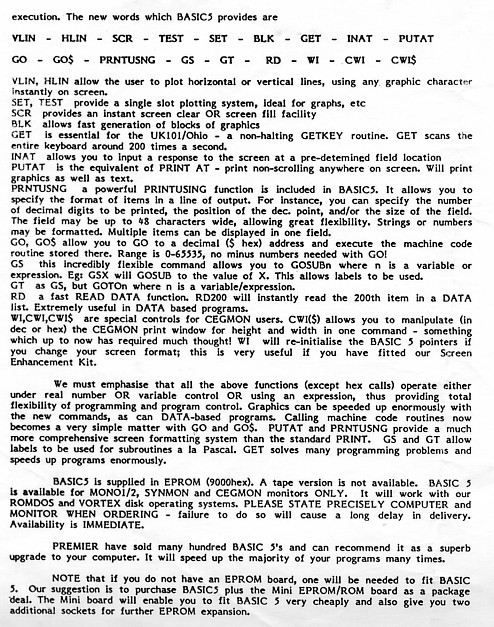 execution. The new words which BASIC5 provides are
VLIN - HLIN - SCR - TEST - SET - BLK - GET - INAT - PUTAT
GO - GO$ - PRNTUSNG - GS - GT - RD - WI - CWI - CWI$
VLIN, HLIN allow the user to plot horizontal or vertical lines, using any graphic character
instantly on screen.
SET, TEST provide a single slot plotting system, ideal for graphs, etc
SCR provides an instant screen clear OR screen fill facility
BLK allows fast generation of blocks of graphics
GET is essential for the UK101/Ohio - a non-halting GETKEY routine. GET scans the
entire keyboard around 200 times a second.
INAT allows you to input a response to the screen at a pre-detemined field location
PUTAT is the equivalent of PRINT AT - print non-scrolling anywhere on screen. Will print
graphics as well as text.
PRNTUSNG a powerful PRINTUSING function is included in BASIC5. It allows you to
specify the format of items in a line of output. For instance, you can specify the number
of decimal digits to be printed, the position of the dec. point, and/or the size of the field.
The field may be up to 48 characters wide, allowing great flexibility. Strings or numbers
may be formatted. Multiple items can be displayed in one field.
GO, GO$ allow you to GO to a decimal ($ hex) address and execute the machine code
routine stored there. Range is 0-65535, no minus numbers needed with GO!
GS this incredibly flexible command allows you to GOSUBn where n is a variable or
expression. Eg: GSX will GOSUB to the value of X. This allows labels to be used.
GT as GS, but GOTOn where n is a variable/expression.
RD a fast READ DATA function. RD200 will instantly read the 200th item in a DATA
list. Extremely useful in DATA based programs.
WI,CWI,CWI$ are special controls for CEGMON users. CWI($) allows you to manipulate (in
dec or hex) the CEGMON print window for height and width in one command - something
which up to now has required much thought! WI will re-initialise the BASIC 5 pointers if
you change your screen format; this is very useful if you have fitted our Screen
Enhancement Kit.
We must emphasise that all the above functions (except hex calls) operate either
under real number OR variable control OR using an expression, thus providing total
flexibility of programming and program control. Graphics can be speeded up enormously with
the new commands, as can DATA-based programs. Calling machine code routines now
becomes a very simple matter with GO and GO$. PUTAT and PRNTUSNG provide a much
more comprehensive screen formatting system than the standard PRINT. GS and GT allow
labels to be used for subroutines a la Pascal. GET solves many programming problems and
speeds up programs enormously.
BASIC5 is supplied in EPROM (9000hex). A tape version is not available. BASIC 5
is available for MONO1/2, SYNMON and CEGMON monitors ONLY. It will work with our
ROMDOS and VORTEX disk operating systems. PLEASE STATE PRECISELY COMPUTER and
MONITOR WHEN ORDERING - failure to do so will cause a long delay in delivery.
Availability is IMMEDIATE.
PREMIER have sold many hundred BASIC 5's and can recommend it as a superb
upgrade to your computer. It will speed up the majority of your programs many times.
NOTE that if you do not have an EPROM board, one will be needed to fit BASIC
5. Our suggestion is to purchase BASIC5 plus the Mini EPROM/ROM board as a package
deal. The Mini board will enable you to fit BASIC 5 very cheaply and also give you two
additional sockets for further EPROM expansion.